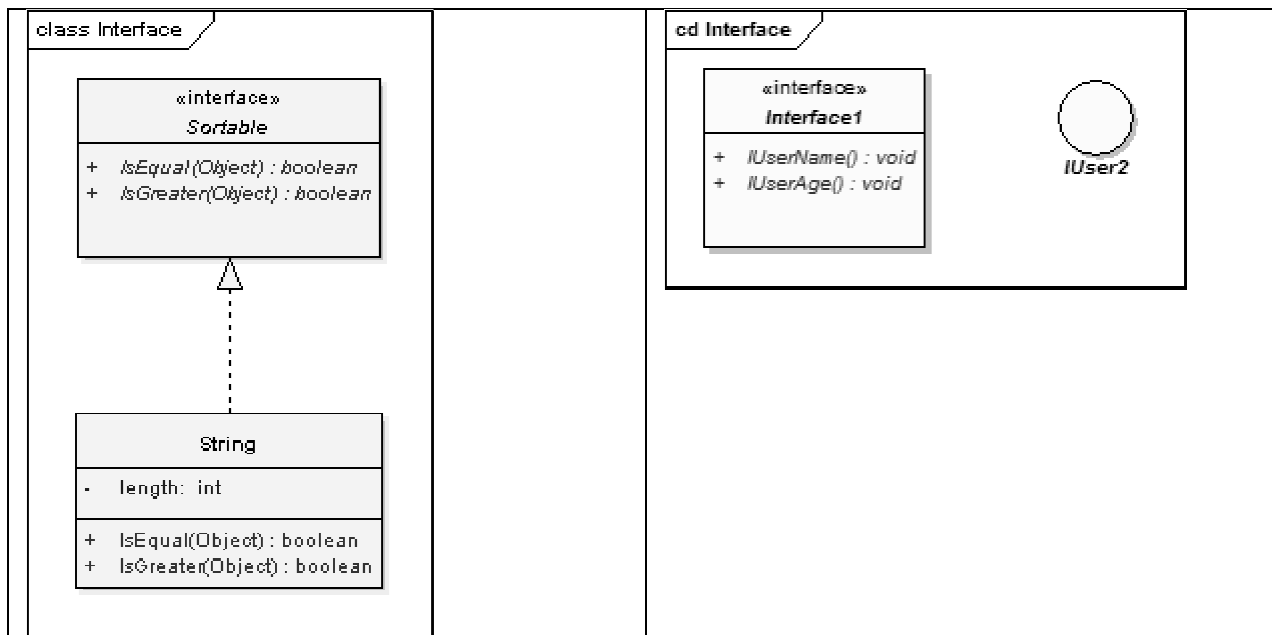 class Interface
«interface»
Sortable
+ IsEqual(Object) : boolean
+ IsGreater(Object) : boolean
String
- length: int
+ IsEqual(Object) : boolean
+ IsGreater(Object) : boolean
cd Interface
«interface»
Interface1
+ IUserName() : void
+ IUserAge() : void
IUser2